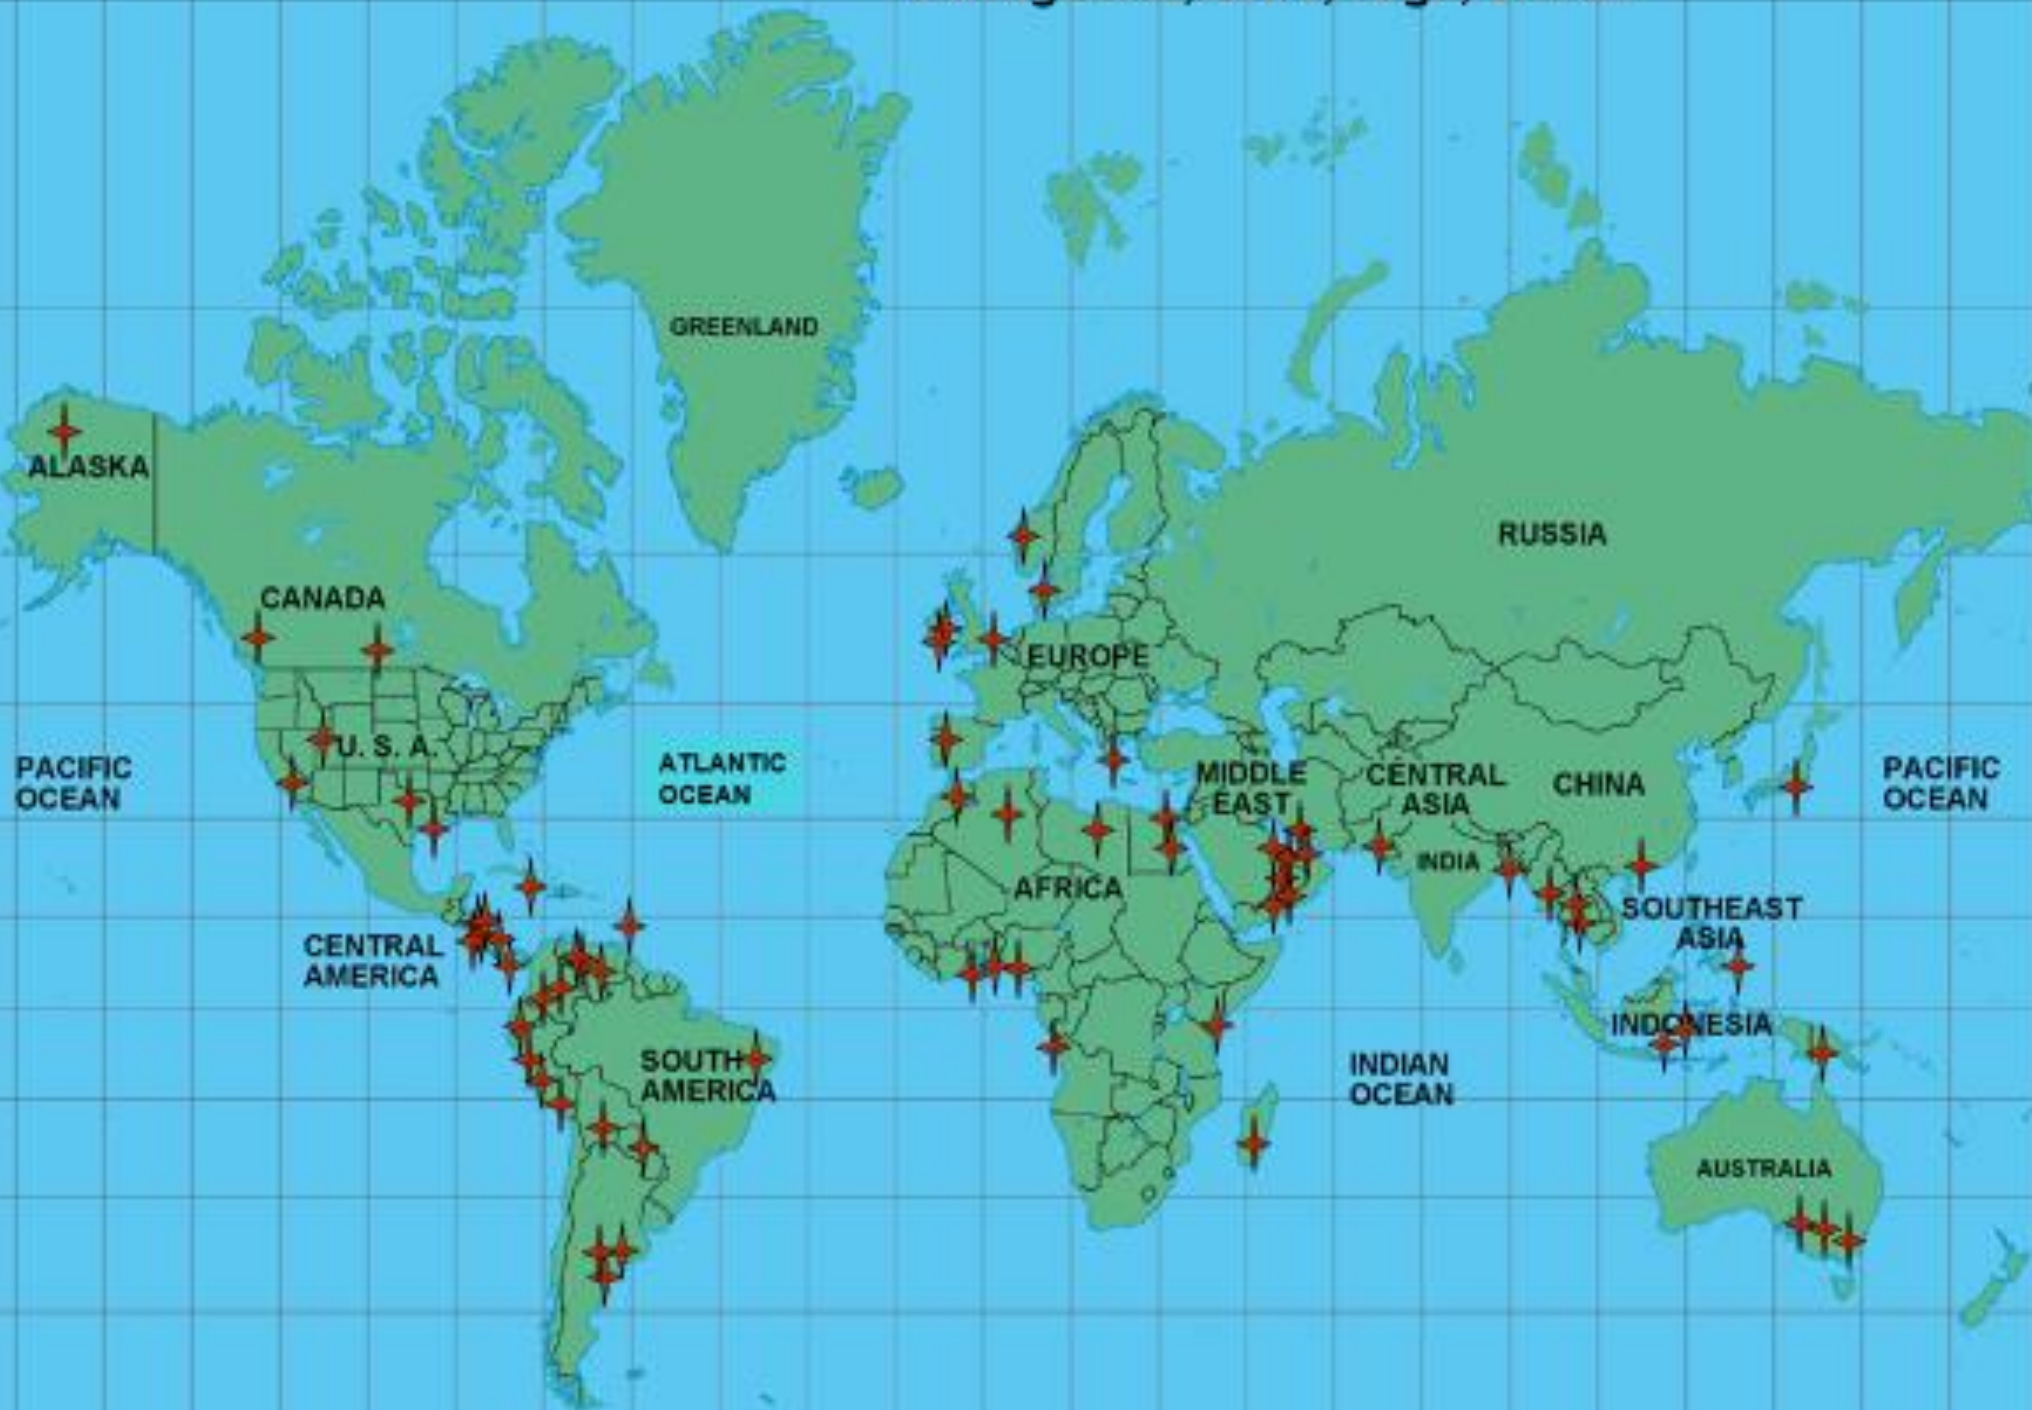 GREENLAND
ALASKA
RUSSIA
CANADA
EUROPE
U. S. A.
PACIFIC
OCEAN
ATLANTIC
OCEAN
MIDDLE
EAST
CENTRAL
ASIA
CHINA
PACIFIC
OCEAN
INDIA
AFRICA
SOUTHEAST
ASIA
CENTRAL
AMERICA
INDONESIA
SOUTH
AMERICA
INDIAN
OCEAN
AUSTRALIA